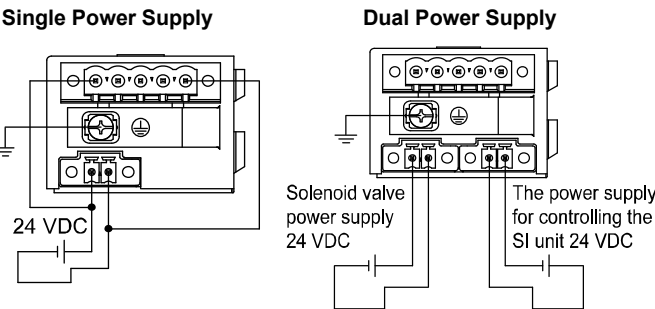 Single Power Supply
Dual Power Supply
24 VDC
Solenoid valve
power supply
24 VDC
The power supply
for controlling the
SI unit 24 VDC